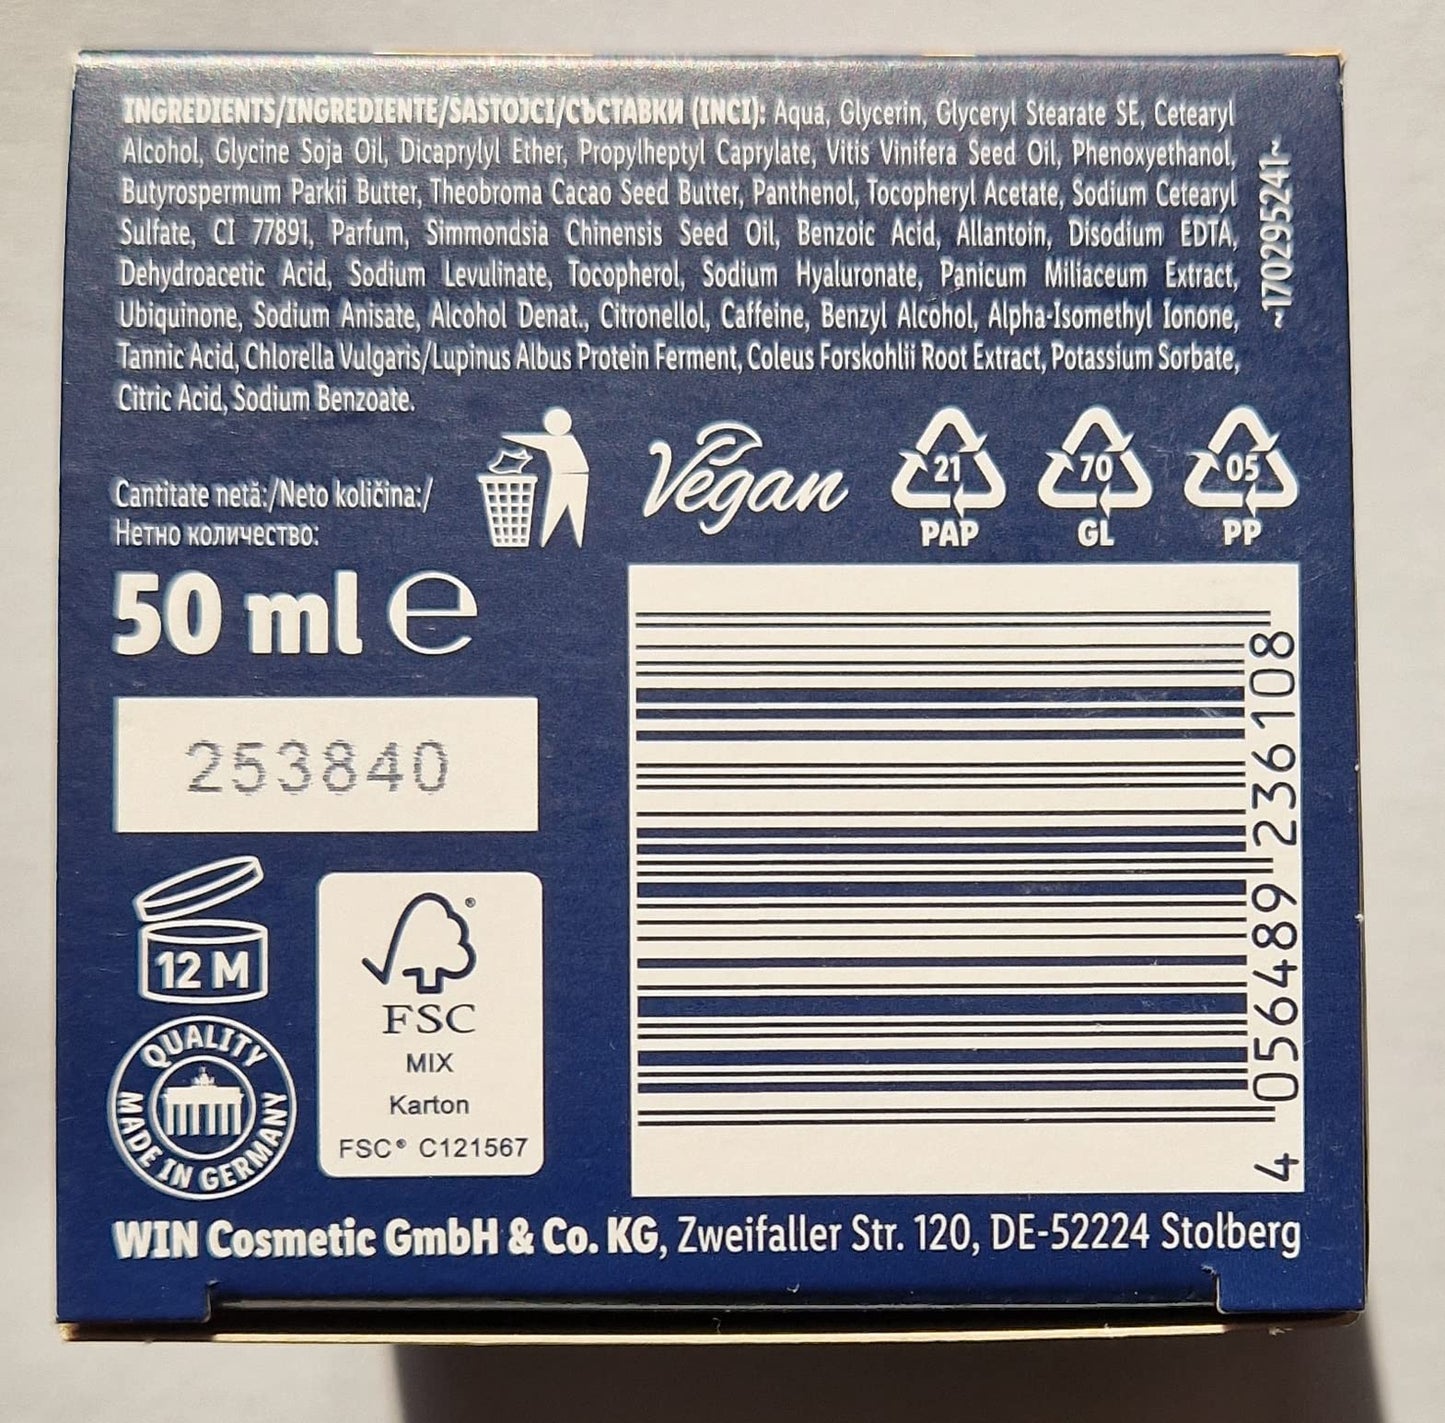 INGREDIENTS/INGREDIENTE/SASTOJCI/СЪСТАВКИ (INCI): Aqua, Glycerin, Glyceryl Stearate SE, Cetearyl
Alcohol, Glycine Soja Oil, Dicaprylyl Ether, Propylheptyl Caprylate, Vitis Vinifera Seed Oil, Phenoxyethanol,
Butyrospermum Parkii Butter, Theobroma Cacao Seed Butter, Panthenol, Tocopheryl Acetate, Sodium Cetearyl
Sulfate, CI 77891, Parfum, Simmondsia Chinensis Seed Oil, Benzoic Acid, Allantoin, Disodium EDTA,
Dehydroacetic Acid, Sodium Levulinate, Tocopherol, Sodium Hyaluronate, Panicum Miliaceum Extract,
Ubiquinone, Sodium Anisate, Alcohol Denat., Citronellol, Caffeine, Benzyl Alcohol, Alpha-Isomethyl Ionone,
Tannic Acid, Chlorella Vulgaris/Lupinus Albus Protein Ferment, Coleus Forskohlii Root Extract, Potassium Sorbate,
Citric Acid, Sodium Benzoate.
~170295241~
Cantitate netă:/Neto količina:/
Нетно количество:
50 ml ℮
Vegan
21
PAP
70
GL
05
PP
253840
12 M
QUALITY
MADE IN GERMANY
FSC®
MIX
Karton
FSC® C121567
4 056489 236108
WIN Cosmetic GmbH & Co. KG, Zweifaller Str. 120, DE-52224 Stolberg